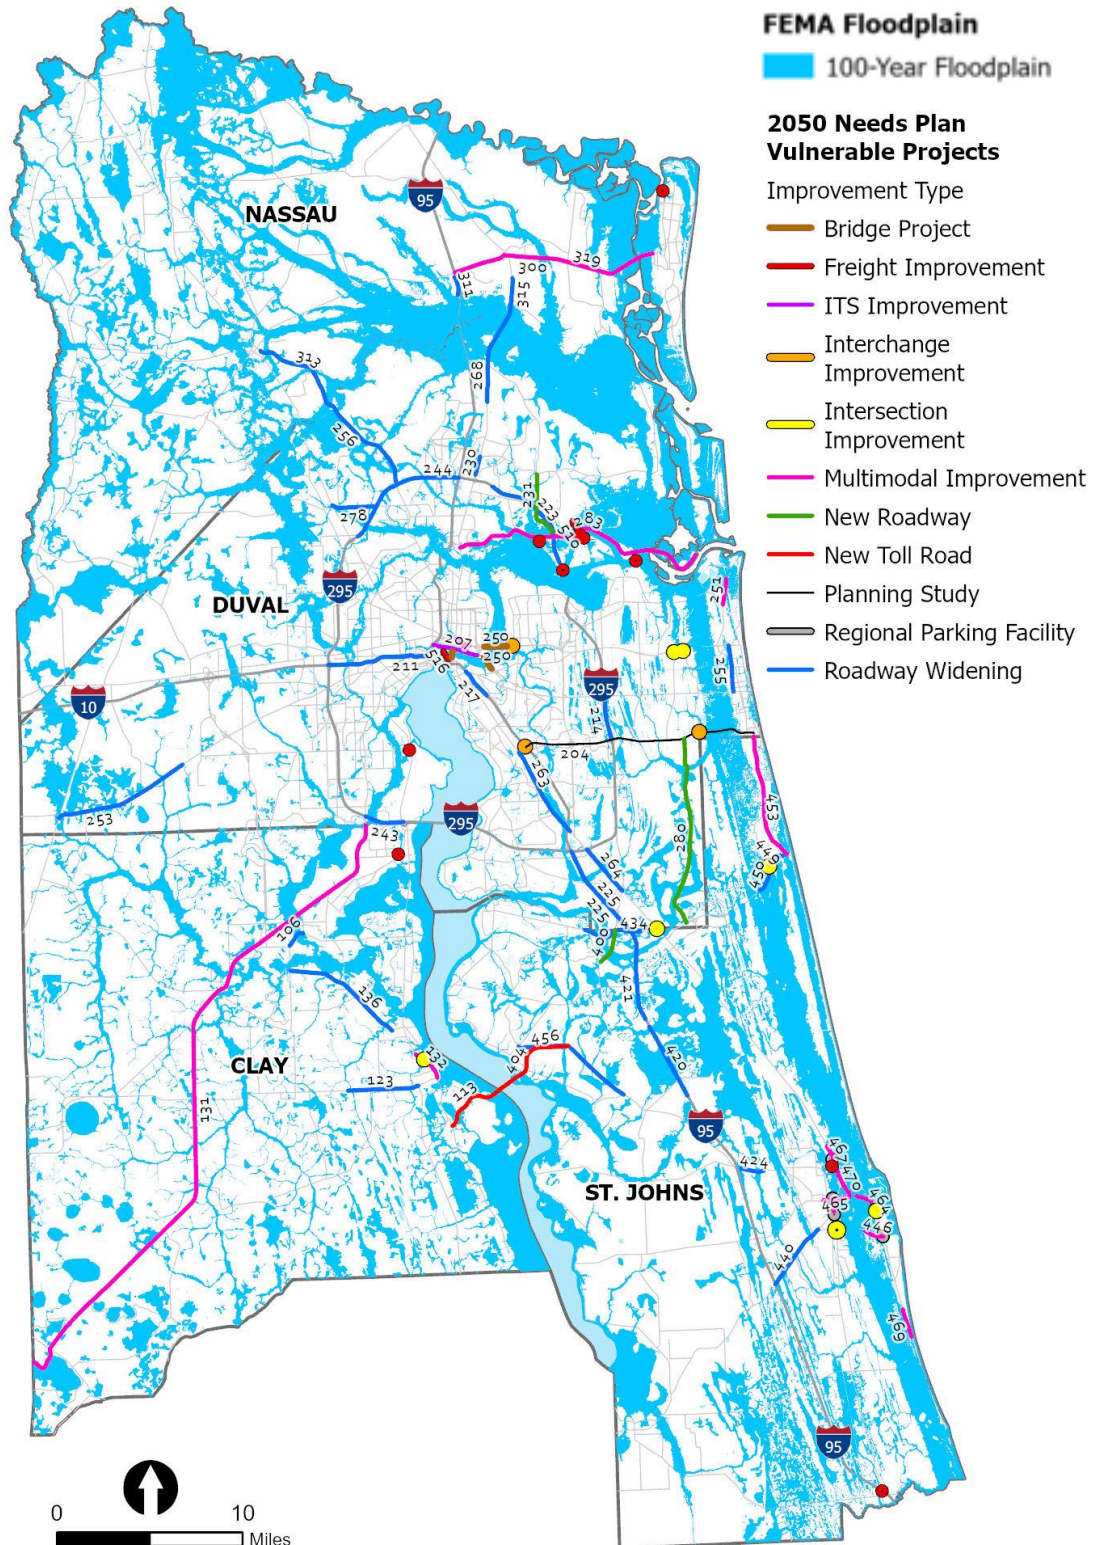 FEMA Floodplain
100-Year Floodplain
2050 Needs Plan
Vulnerable Projects
Improvement Type
Bridge Project
Freight Improvement
ITS Improvement
Interchange
Improvement
Intersection
Improvement
Multimodal Improvement
New Roadway
New Toll Road
Planning Study
Regional Parking Facility
Roadway Widening
95
NASSAU
319
300
311
315
268
313
256
230
244
278
231
223
510
283
295
DUVAL
251
207
250
250
516
211
217
255
295
10
214
204
263
453
253
280
295
243
449
450
264
225
225
106
434
400
421
136
456
404
420
132
CLAY
123
113
131
95
424
467
470
ST. JOHNS
465
464
446
440
469
95
0
10
Miles